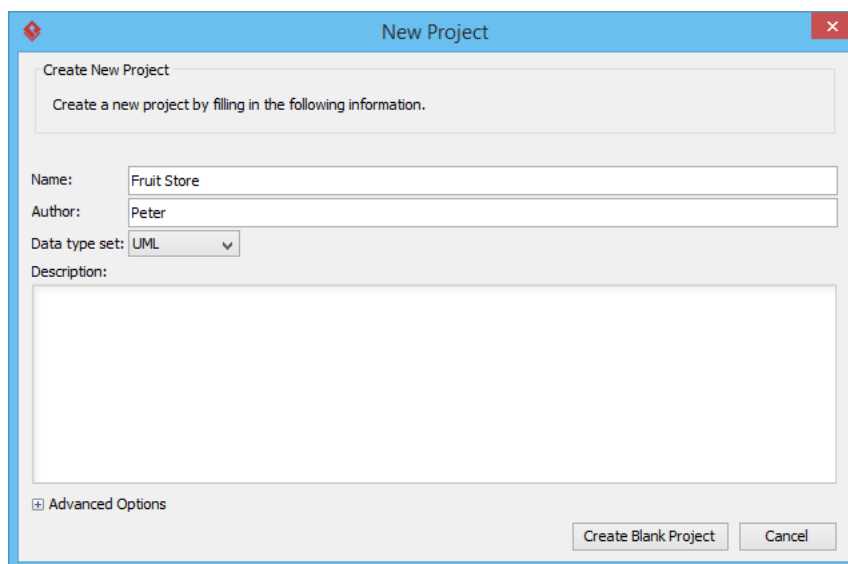 New Project
Create New Project
Create a new project by filling in the following information.
Name: Fruit Store
Author: Peter
Data type set: UML
Description:
Advanced Options
Create Blank Project Cancel